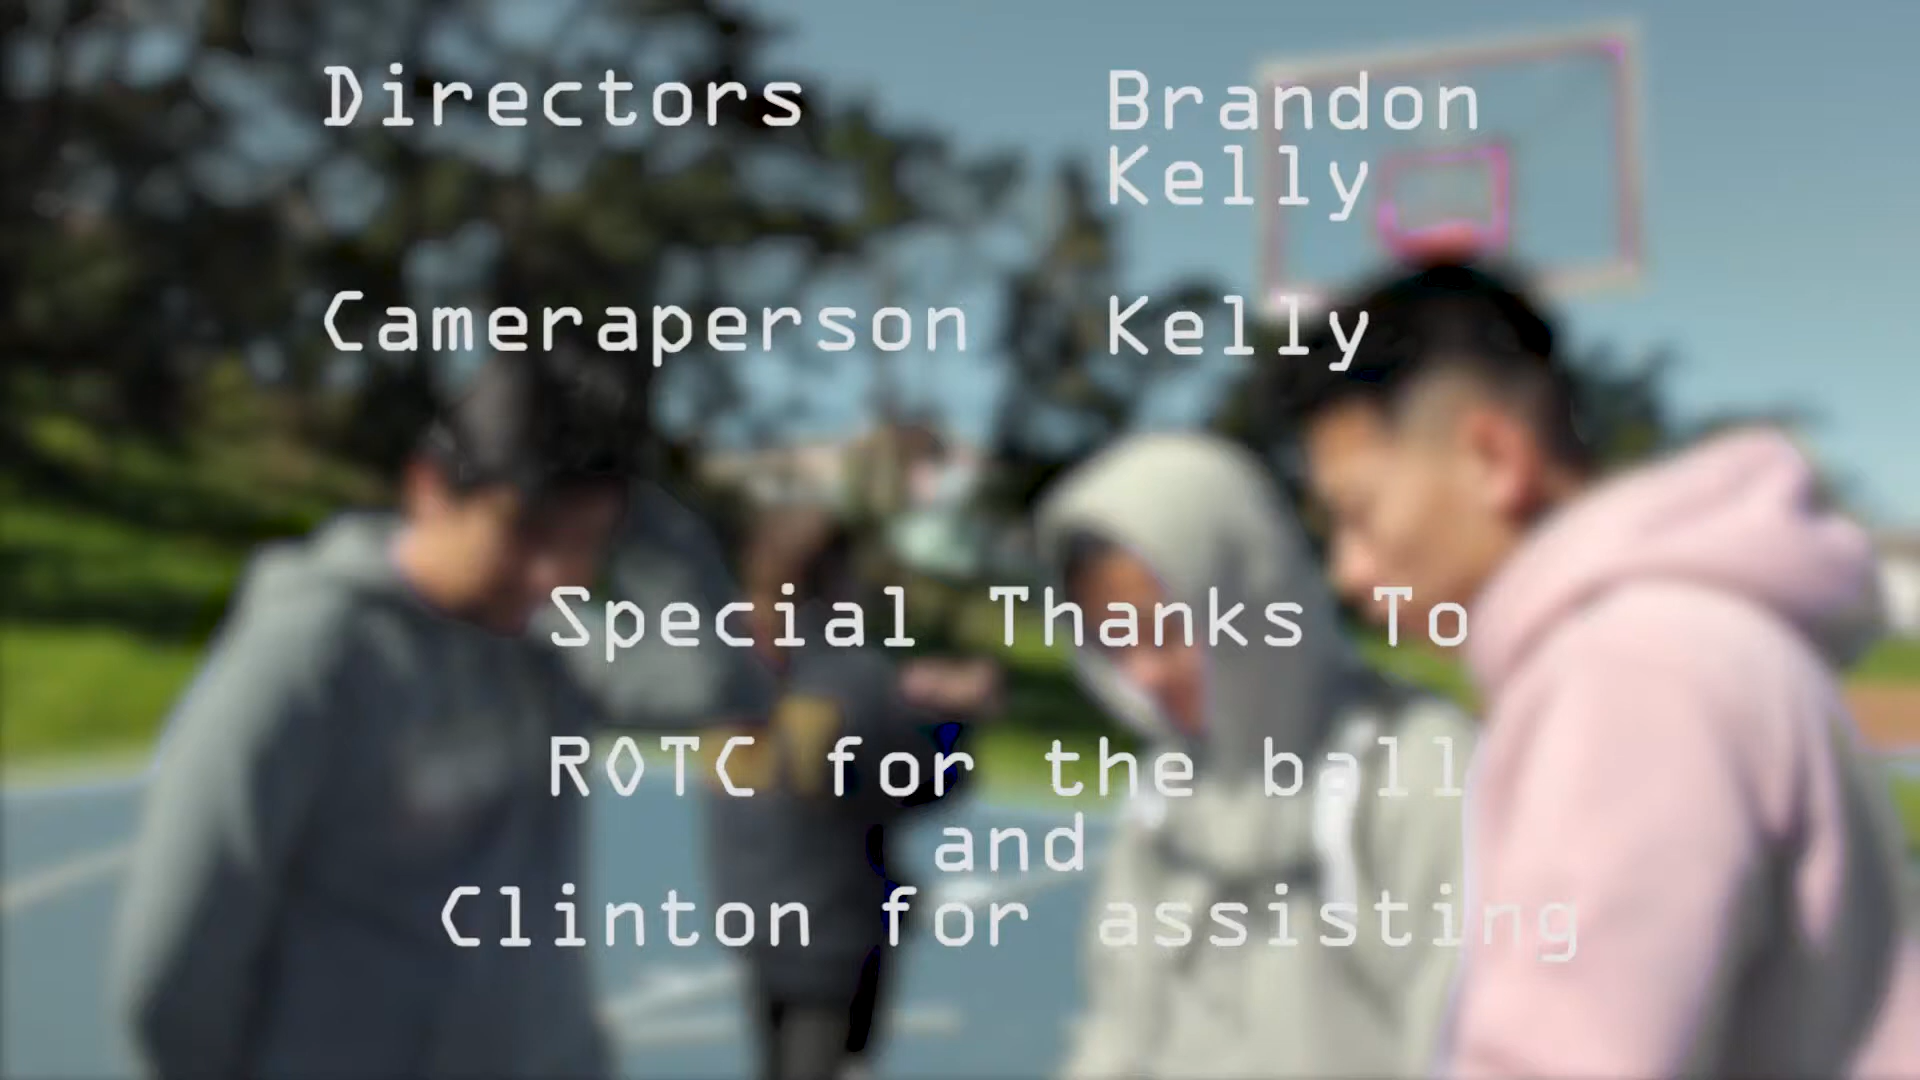 Directors Brandon
Kelly
Cameraperson Kelly
Special Thanks To
ROTC for the ball
and
Clinton for assisting